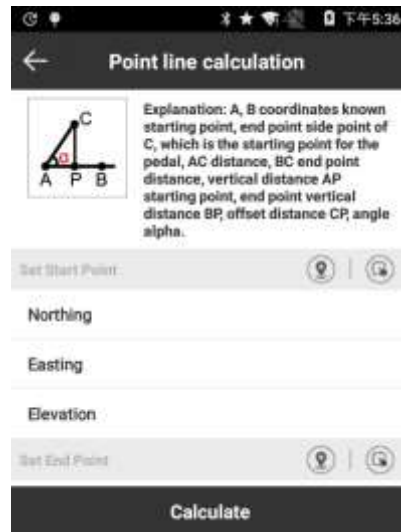 下午5:36
Point line calculation
C
α
A P B
Explanation: A, B coordinates known
starting point, end point side point of
C, which is the starting point for the
pedal, AC distance, BC end point
distance, vertical distance AP
starting point, end point vertical
distance BP, offset distance CP, angle
alpha.
Set Start Point
Northing
Easting
Elevation
Set End Point
Calculate